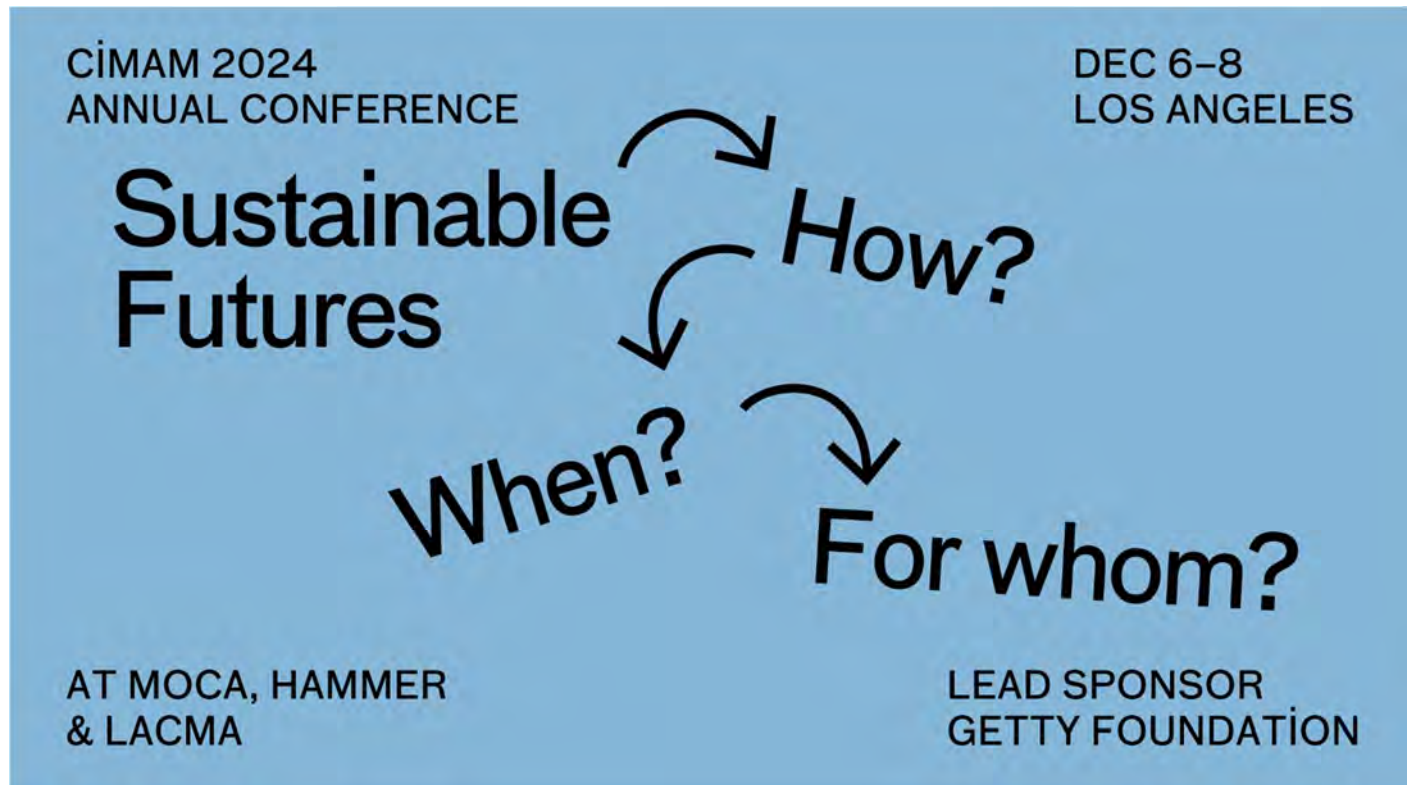 CİMAM 2024
ANNUAL CONFERENCE
DEC 6–8
LOS ANGELES
Sustainable
Futures
How?
When?
For whom?
AT MOCA, HAMMER
& LACMA
LEAD SPONSOR
GETTY FOUNDATİON